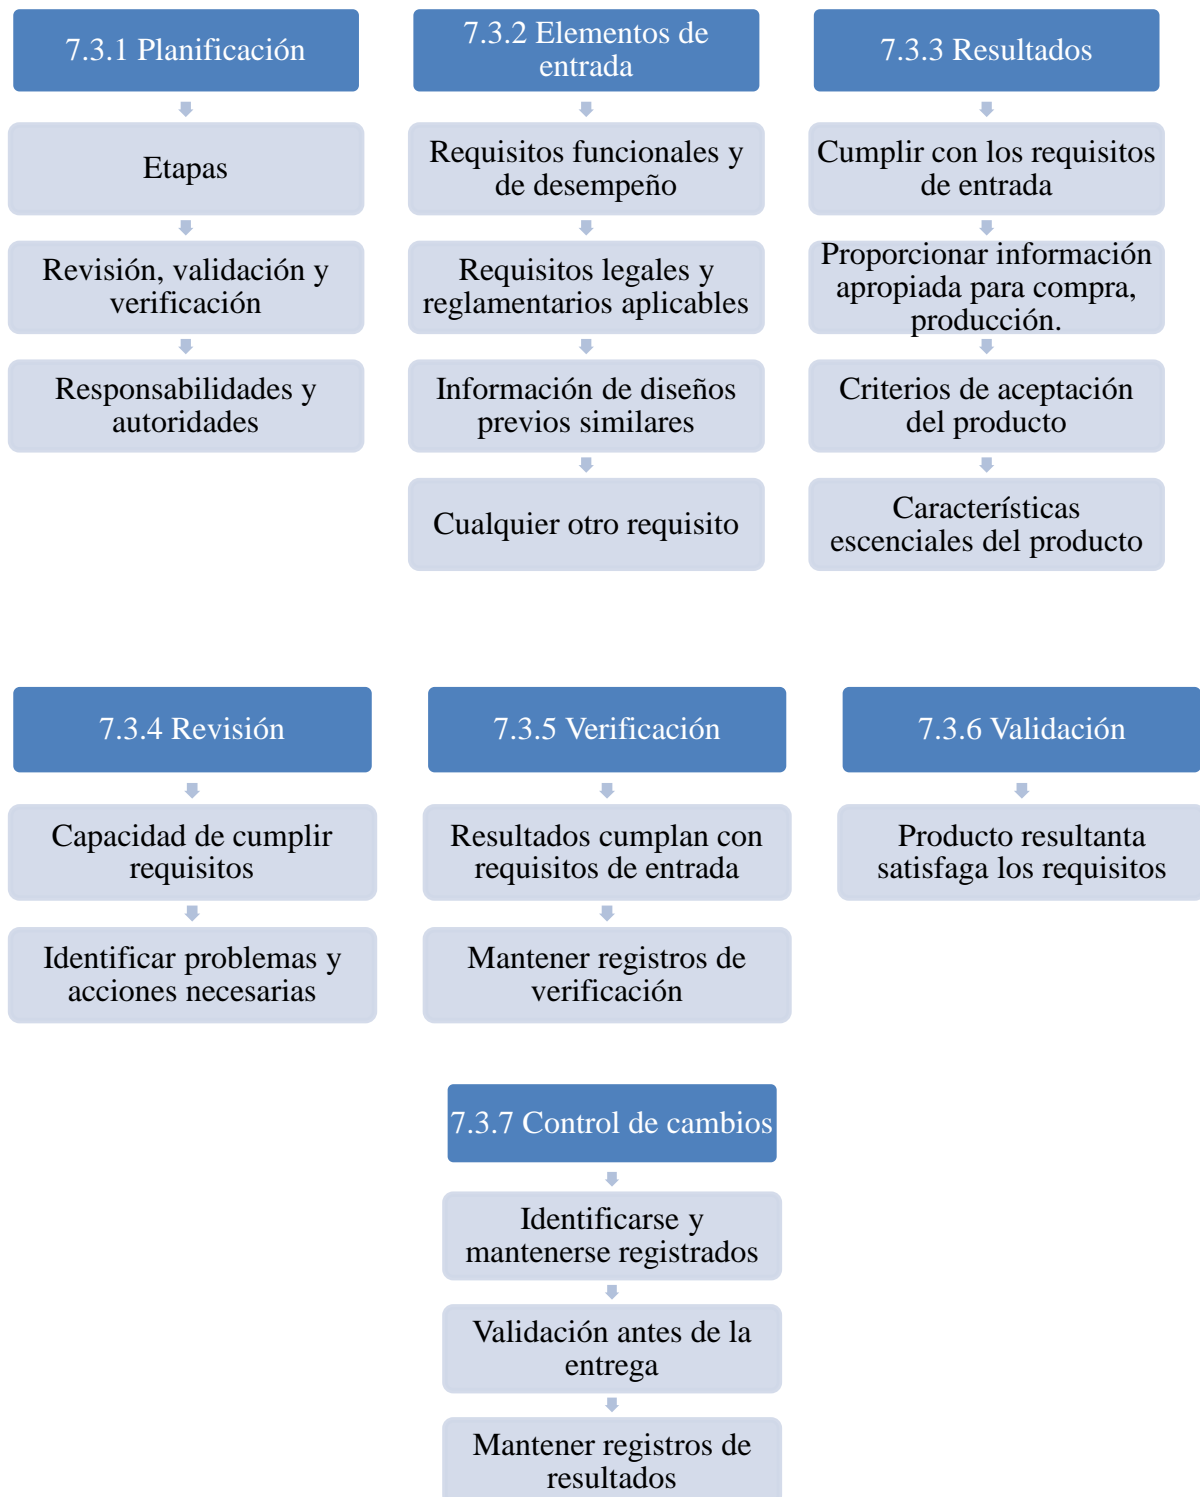 7.3.1 Planificación
Etapas
Revisión, validación y
verificación
Responsabilidades y
autoridades
7.3.2 Elementos de
entrada
Requisitos funcionales y
de desempeño
Requisitos legales y
reglamentarios aplicables
Información de diseños
previos similares
Cualquier otro requisito
7.3.3 Resultados
Cumplir con los requisitos
de entrada
Proporcionar información
apropiada para compra,
producción.
Criterios de aceptación
del producto
Características
escenciales del producto
7.3.4 Revisión
Capacidad de cumplir
requisitos
Identificar problemas y
acciones necesarias
7.3.5 Verificación
Resultados cumplan con
requisitos de entrada
Mantener registros de
verificación
7.3.6 Validación
Producto resultanta
satisfaga los requisitos
7.3.7 Control de cambios
Identificarse y
mantenerse registrados
Validación antes de la
entrega
Mantener registros de
resultados